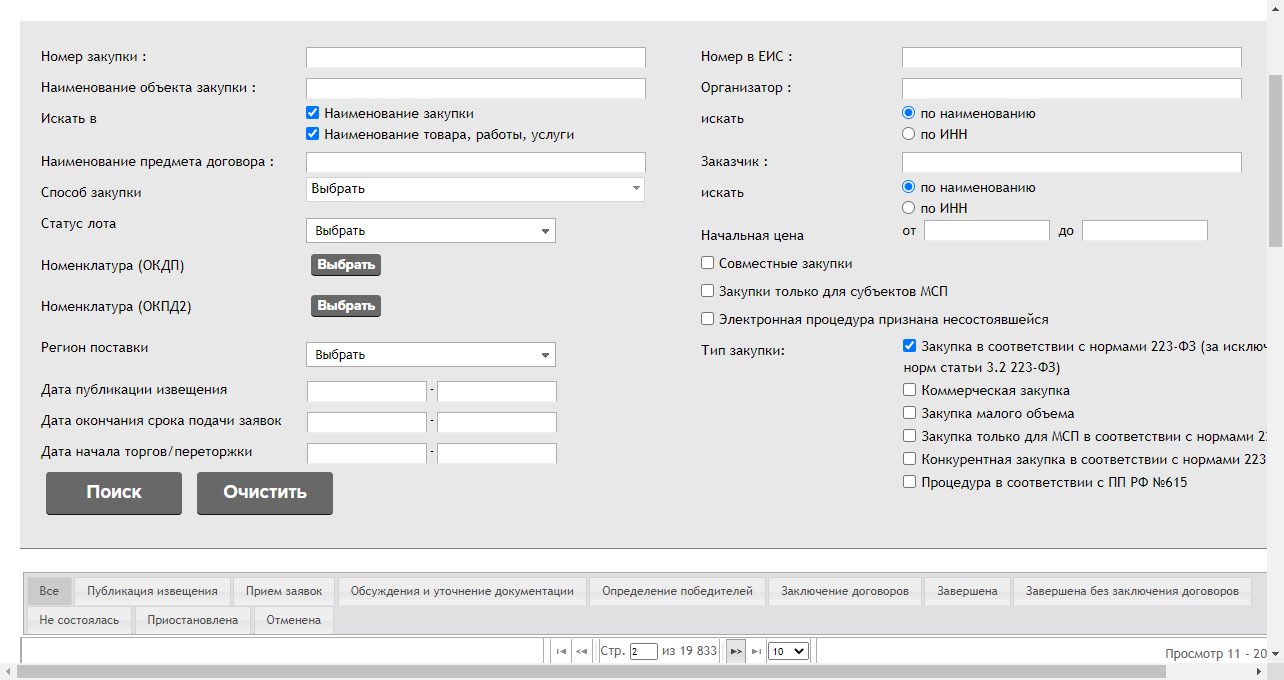 Номер закупки :
Наименование объекта закупки :
Искать в
Наименование закупки
Наименование товара, работы, услуги
Наименование предмета договора :
Способ закупки
Выбрать
Статус лота
Выбрать
Номенклатура (ОКДП)
Выбрать
Номенклатура (ОКПД2)
Выбрать
Регион поставки
Выбрать
Дата публикации извещения
-
Дата окончания срока подачи заявок
-
Дата начала торгов/переторжки
-
Поиск
Очистить
Номер в ЕИС :
Организатор :
искать
по наименованию
по ИНН
Заказчик :
искать
по наименованию
по ИНН
Начальная цена
от
до
Совместные закупки
Закупки только для субъектов МСП
Электронная процедура признана несостоявшейся
Тип закупки:
Закупка в соответствии с нормами 223-ФЗ (за исключ
норм статьи 3.2 223-ФЗ)
Коммерческая закупка
Закупка малого объема
Закупка только для МСП в соответствии с нормами 22
Конкурентная закупка в соответствии с нормами 223
Процедура в соответствии с ПП РФ №615
Все Публикация извещения Прием заявок Обсуждения и уточнение документации Определение победителей Заключение договоров Завершена Завершена без заключения договоров
Не состоялась Приостановлена Отменена
Стр. 2 из 19 833 10 Просмотр 11 - 20